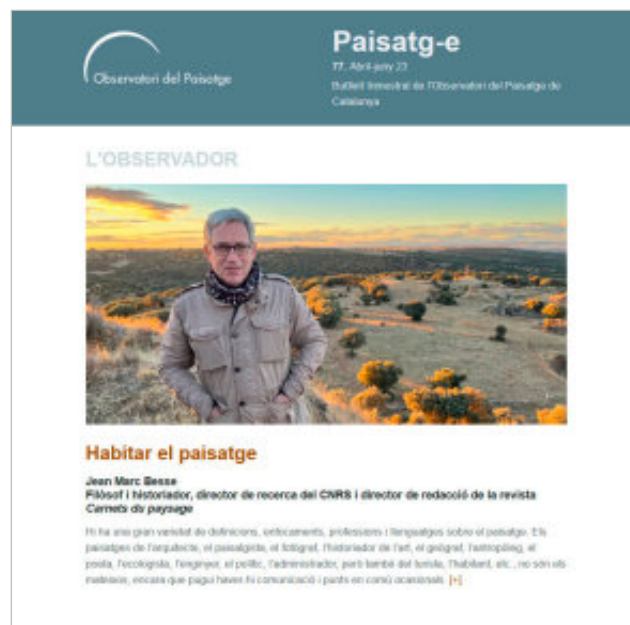 Observatori del Paisatge
Paisatg-e
77. Abril-juny 23
Butlletí trimestral de l'Observatori del Paisatge de
Catalunya
L'OBSERVADOR
Habitar el paisatge
Jean Marc Besse
Filòsof i historiador, director de recerca del CNRS i director de redacció de la revista
Carnets du paysage
Hi ha una gran varietat de definicions, enfocaments, professions i llenguatges sobre el paisatge. Els
paisatges de l'arquitecte, el paisatgista, el fotògraf, l'historiador de l'art, el geògraf, l'antropòleg, el
poeta, l'ecologista, l'enginyer, el polític, l'administrador, però també del turista, l'habitant, etc., no són els
mateixos, encara que pugui haver-hi comunicació i punts en comú ocasionals. [+]